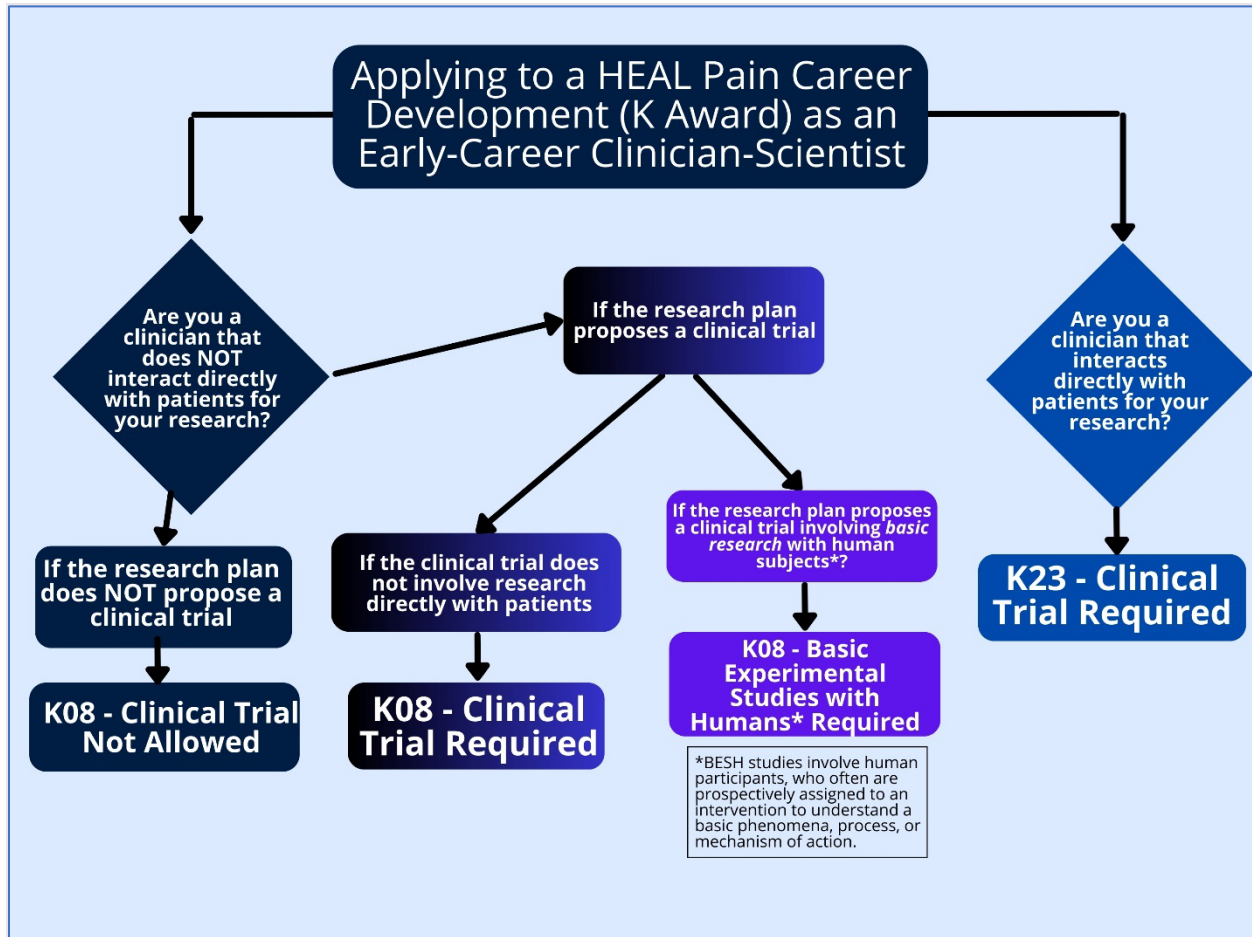 Applying to a HEAL Pain Career
Development (K Award) as an
Early-Career Clinician-Scientist
Are you a
clinician that
does NOT
interact directly
with patients for
your research?
If the research plan
proposes a clinical trial
Are you a
clinician that
interacts
directly with
patients for your
research?
If the research plan
does NOT propose a
clinical trial
If the clinical trial does
not involve research
directly with patients
If the research plan proposes
a clinical trial involving basic
research with human
subjects*?
K23 - Clinical
Trial Required
K08 - Clinical Trial
Not Allowed
K08 - Clinical
Trial Required
K08 - Basic
Experimental
Studies with
Humans* Required
*BESH studies involve human
participants, who often are
prospectively assigned to an
intervention to understand a
basic phenomena, process, or
mechanism of action.